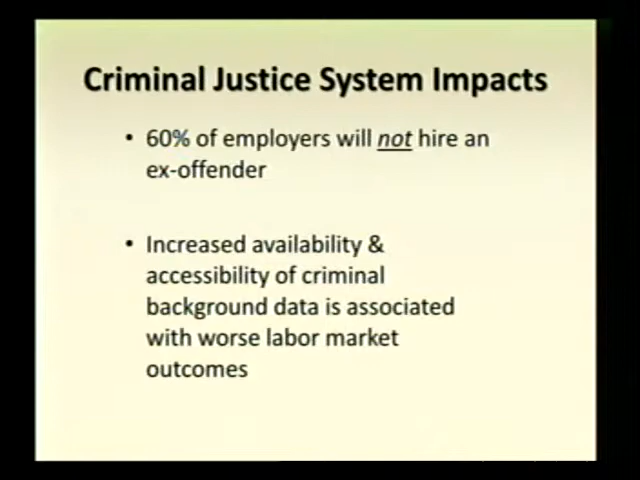 Criminal Justice System Impacts
• 60% of employers will not hire an
ex-offender
• Increased availability &
accessibility of criminal
background data is associated
with worse labor market
outcomes